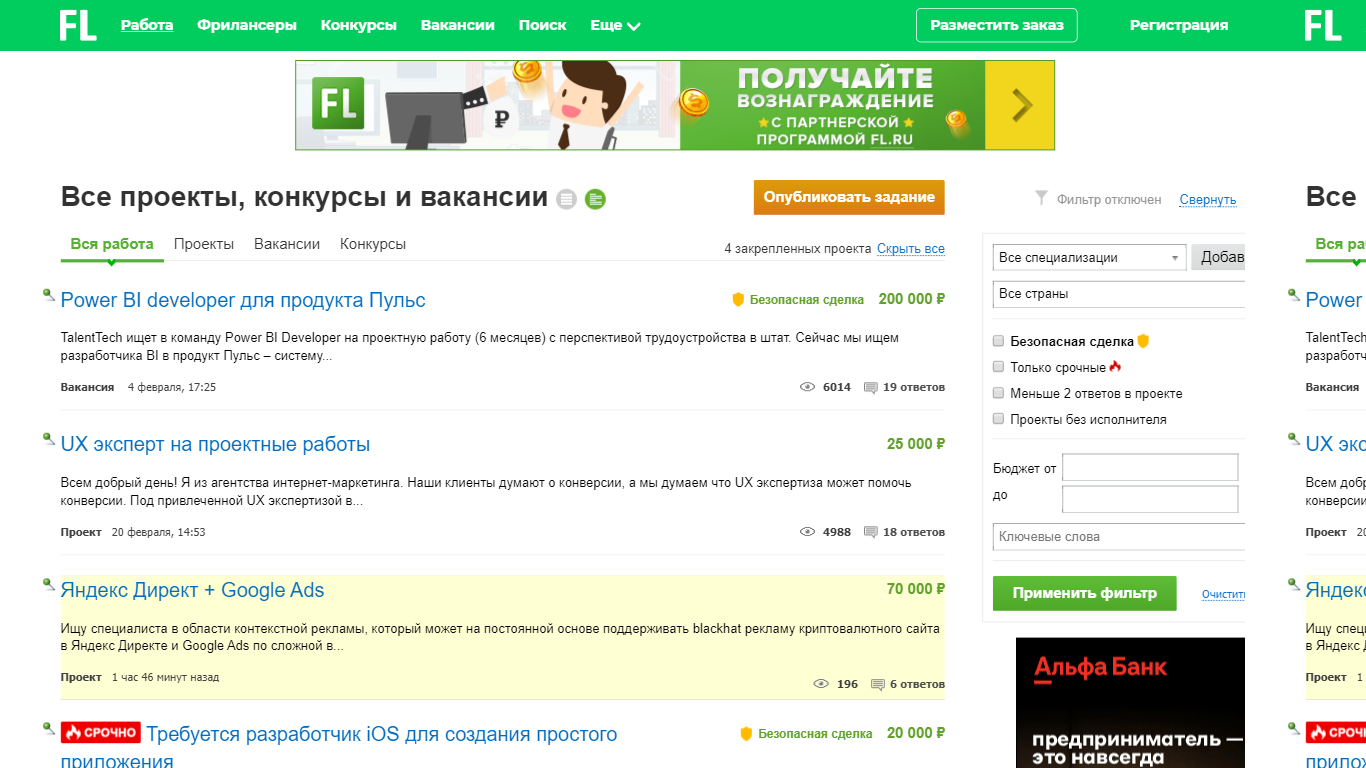 FL Работа Фрилансеры Конкурсы Вакансии Поиск Еще Разместить заказ Регистрация FL
FL ₽ ПОЛУЧАЙТЕ
ВОЗНАГРАЖДЕНИЕ
С ПАРТНЕРСКОЙ
ПРОГРАММОЙ FL.RU
Все проекты, конкурсы и вакансии Опубликовать задание Фильтр отключен Свернуть Все
Вся работа Проекты Вакансии Конкурсы 4 закрепленных проекта Скрыть все Вся ра
Все специализации Добав
Все страны
Power BI developer для продукта Пульс Безопасная сделка 200 000 ₽ Power
TalentTech ищет в команду Power BI Developer на проектную работу (6 месяцев) с перспективой трудоустройства в штат. Сейчас мы ищем TalentTec
разработчика BI в продукт Пульс – систему... разработч
Вакансия 4 февраля, 17:25 6014 19 ответов Вакансия
Безопасная сделка
Только срочные
Меньше 2 ответов в проекте
Проекты без исполнителя
UX эксперт на проектные работы 25 000 ₽ UX экс
Всем добрый день! Я из агентства интернет-маркетинга. Наши клиенты думают о конверсии, а мы думаем что UX экспертиза может помочь Всем добр
конверсии. Под привлеченной UX экспертизой в... конверсии
Проект 20 февраля, 14:53 4988 18 ответов Проект 20
Бюджет от
до
Ключевые слова
Применить фильтр Очистить
Яндекс Директ + Google Ads 70 000 ₽ Яндекс
Ищу специалиста в области контекстной рекламы, который может на постоянной основе поддерживать blackhat рекламу криптовалютного сайта Ищу специ
в Яндекс Директе и Google Ads по сложной в... в Яндекс Д
Проект 1 час 46 минут назад 196 6 ответов Проект 1
Альфа Банк
предприниматель —
это навсегда
СРОЧНО Требуется разработчик iOS для создания простого Безопасная сделка 20 000 ₽ СРОЧН
приложения прилож